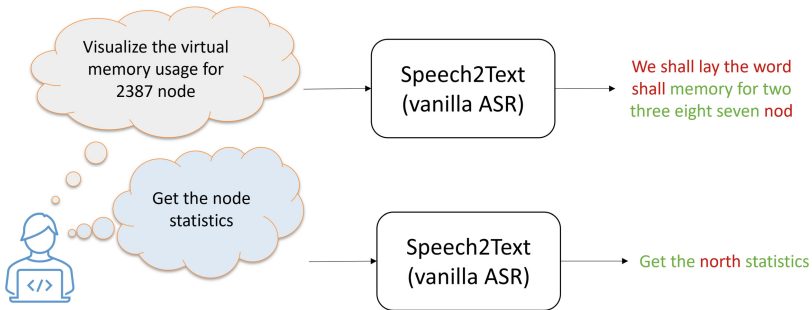 Visualize the virtual
memory usage for
2387 node
Speech2Text
(vanilla ASR)
We shall lay the word
shall memory for two
three eight seven nod
Get the node
statistics
Speech2Text
(vanilla ASR)
Get the north statistics
</>